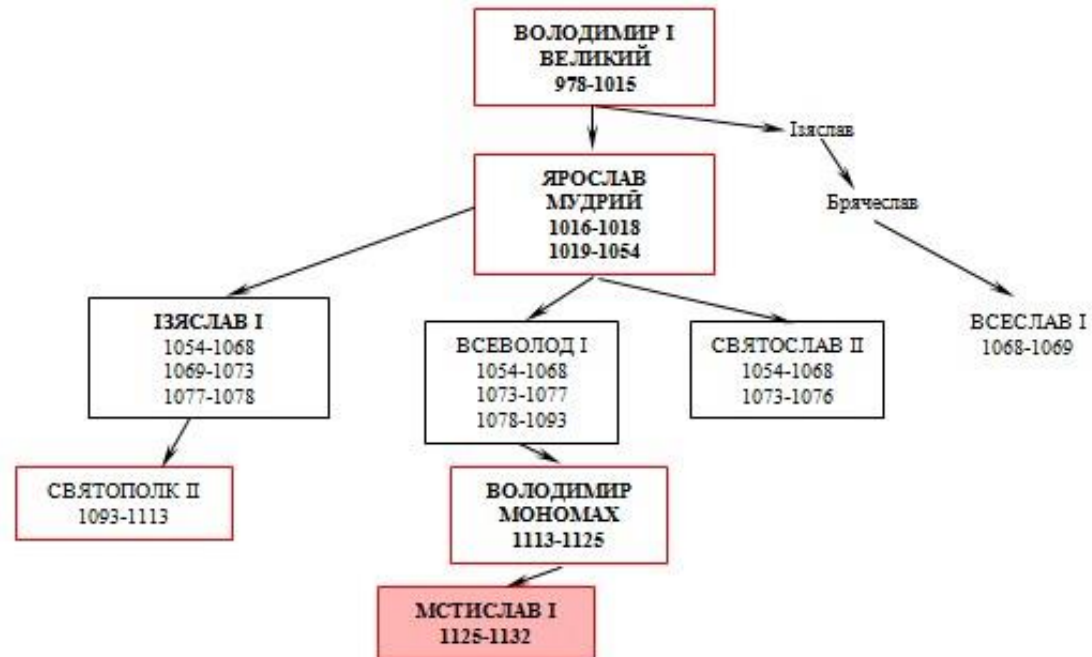 ВОЛОДИМИР І
ВЕЛИКИЙ
978-1015
Ізяслав
ЯРОСЛАВ
МУДРИЙ
1016-1018
1019-1054
Брячеслав
ІЗЯСЛАВ І
1054-1068
1069-1073
1077-1078
ВСЕВОЛОД І
1054-1068
1073-1077
1078-1093
СВЯТОСЛАВ ІІ
1054-1068
1073-1076
ВСЕСЛАВ І
1068-1069
СВЯТОПОЛК ІІ
1093-1113
ВОЛОДИМИР
МОНОМАХ
1113-1125
МСТИСЛАВ І
1125-1132